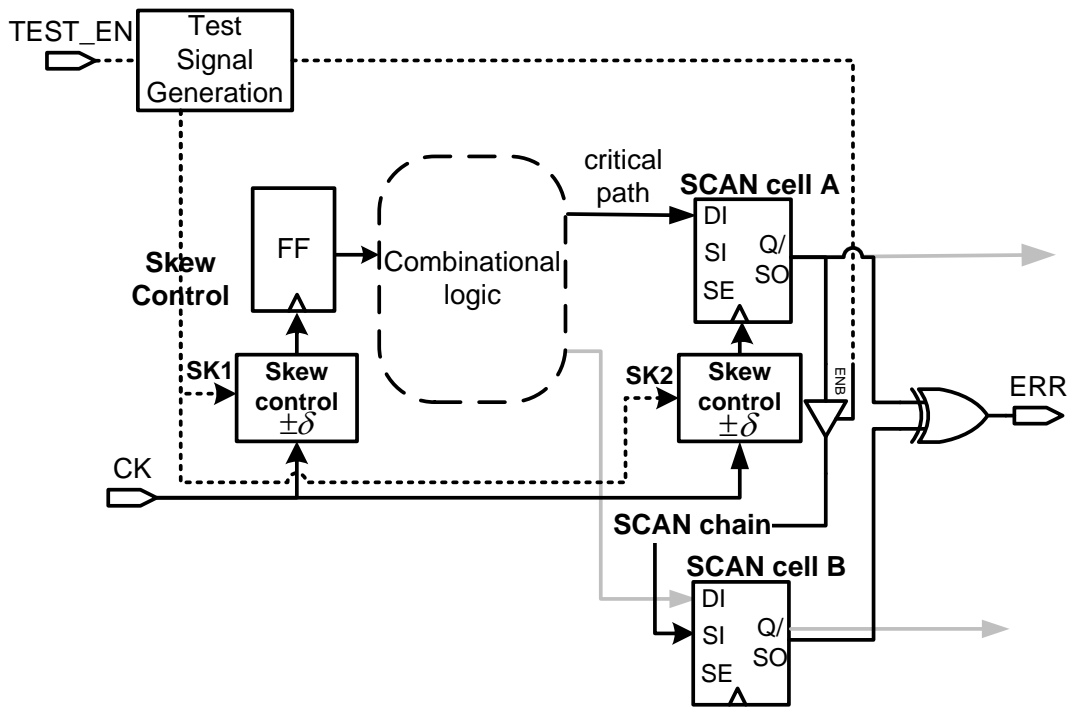 TEST_EN
Test
Signal
Generation
critical
path
SCAN cell A
DI
SI
SE
Q/
SO
FF
Combinational
logic
Skew
Control
SK1
Skew
control
±δ
SK2
Skew
control
±δ
ENB
ERR
CK
SCAN chain
SCAN cell B
DI
SI
SE
Q/
SO